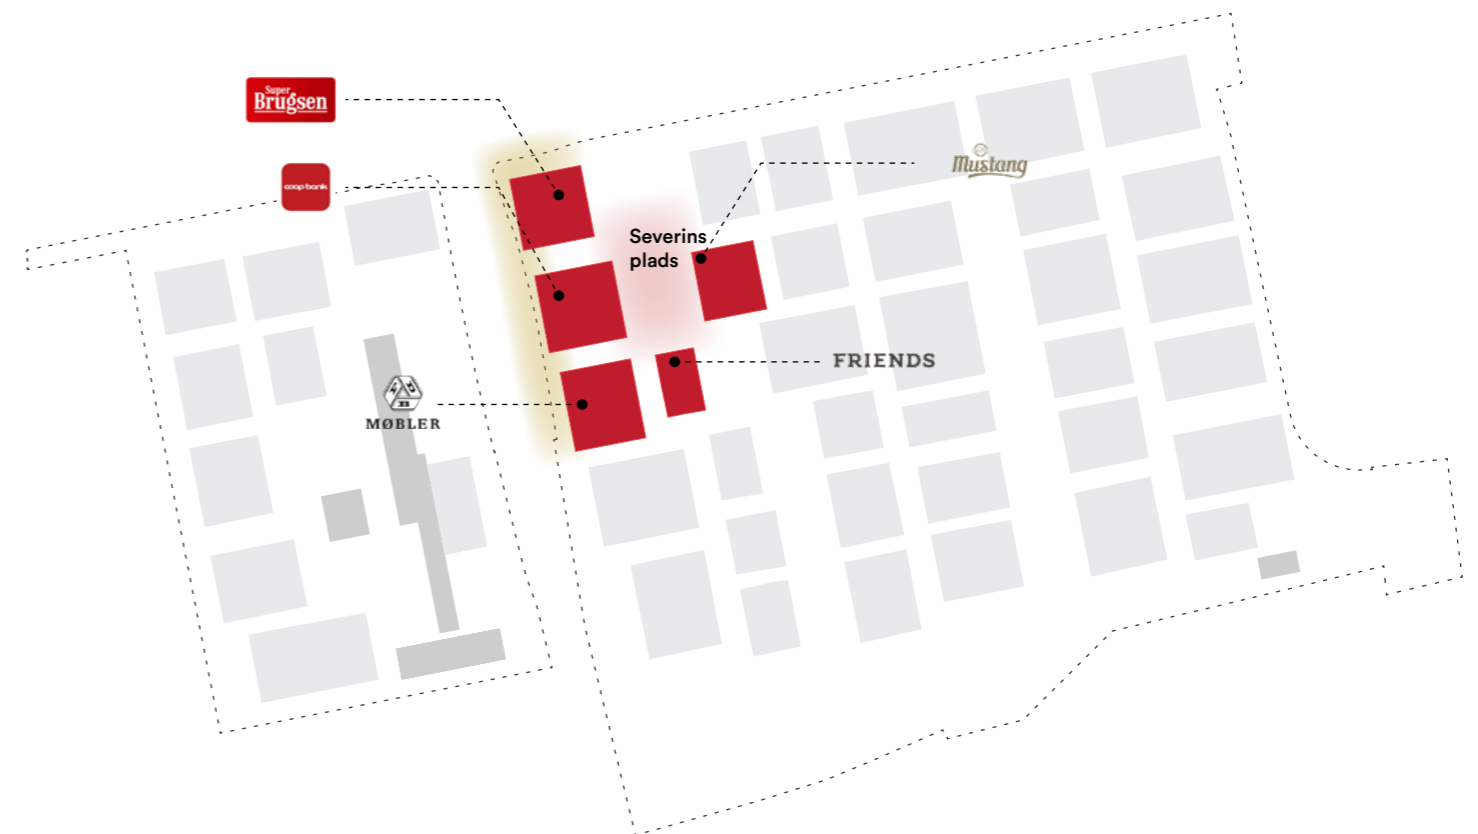 Super
Brugsen
coop bank
Mustang
Severins
plads
FRIENDS
MØBLER